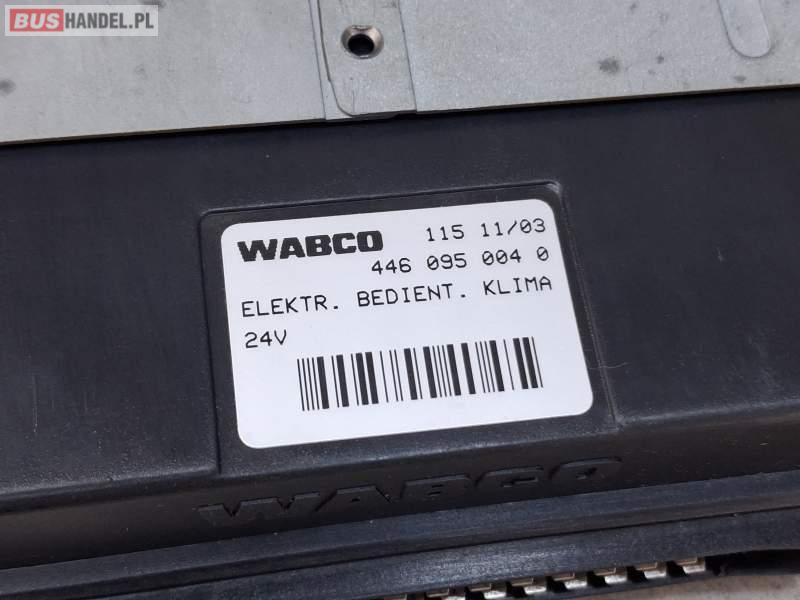 BUSHANDEL.PL
WABCO 115 11/03
446 095 004 0
ELEKTR. BEDIENT. KLIMA
24V
WABCO